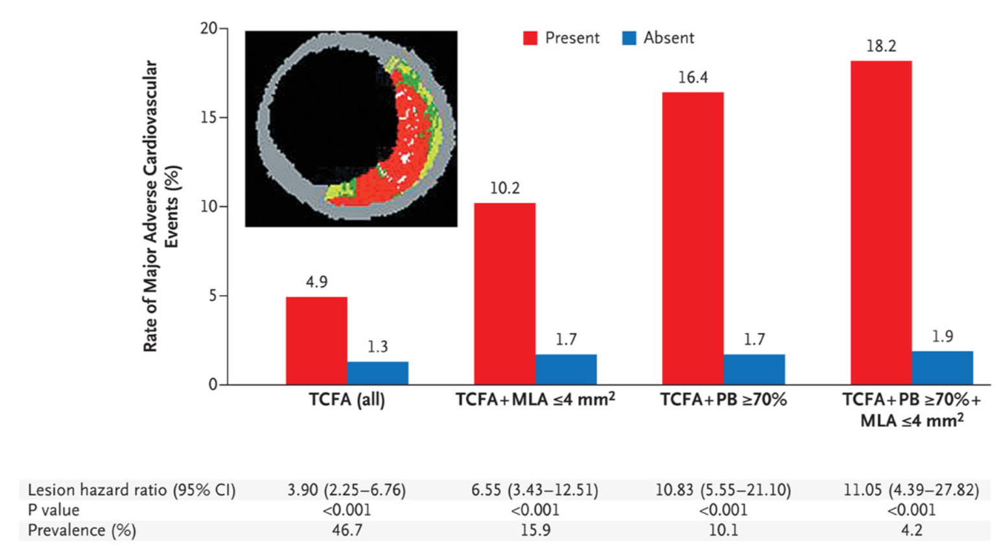 Rate of Major Adverse Cardiovascular
Events (%)
20
15
10
5
0
Present Absent
4.9
1.3
10.2
1.7
16.4
1.7
18.2
1.9
TCFA (all)
TCFA+MLA ≤4 mm²
TCFA+PB ≥70%
TCFA+PB ≥70%+
MLA ≤4 mm²
Lesion hazard ratio (95% CI) 3.90 (2.25–6.76) 6.55 (3.43–12.51) 10.83 (5.55–21.10) 11.05 (4.39–27.82)
P value <0.001 <0.001 <0.001 <0.001
Prevalence (%) 46.7 15.9 10.1 4.2